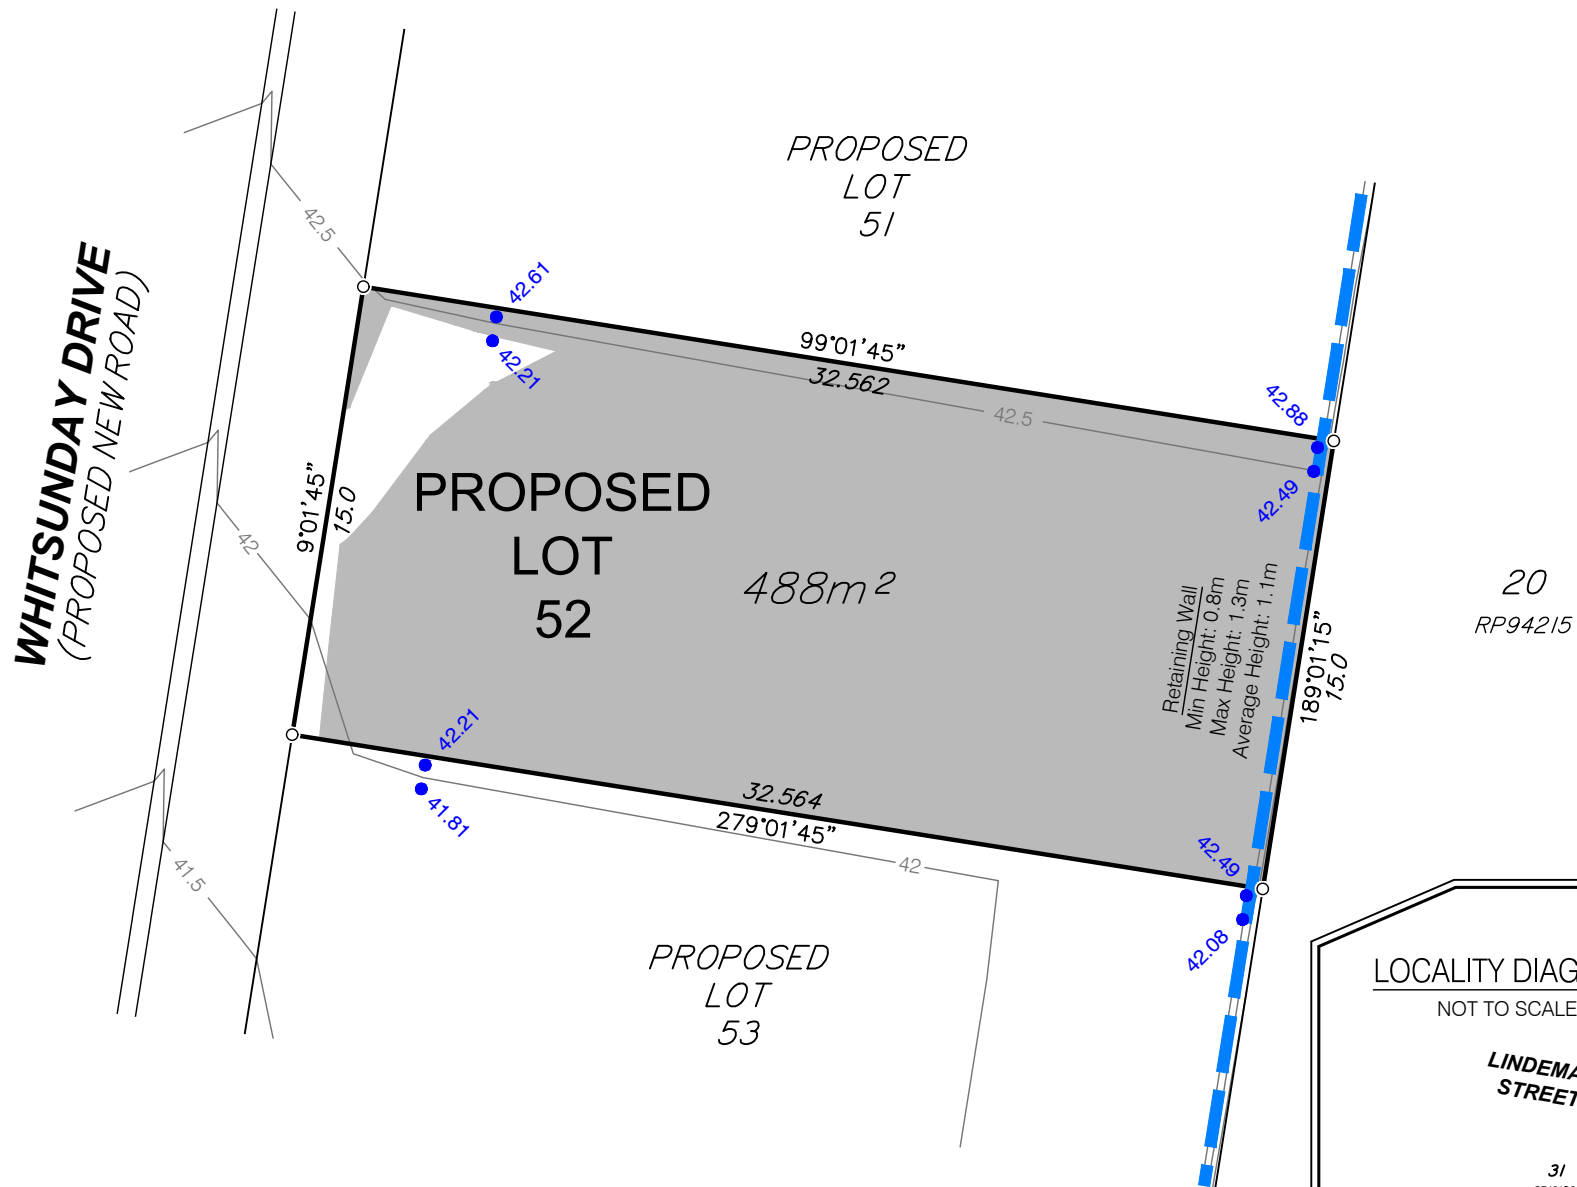 WHITSUNDAY DRIVE
(PROPOSED NEW ROAD)
42.5
42
41.5
PROPOSED
LOT
51
42.61
42.21
99°01'45"
32.562
42.5
42.88
42.49
9°01'45"
15.0
PROPOSED
LOT
52
488m²
Retaining Wall
Min Height: 0.8m
Max Height: 1.3m
Average Height: 1.1m
189°01'15"
15.0
20
RP94215
42.21
41.81
32.564
279°01'45"
42
42.49
42.08
PROPOSED
LOT
53
LOCALITY DIAG
NOT TO SCALE
LINDEMA
STREET
31